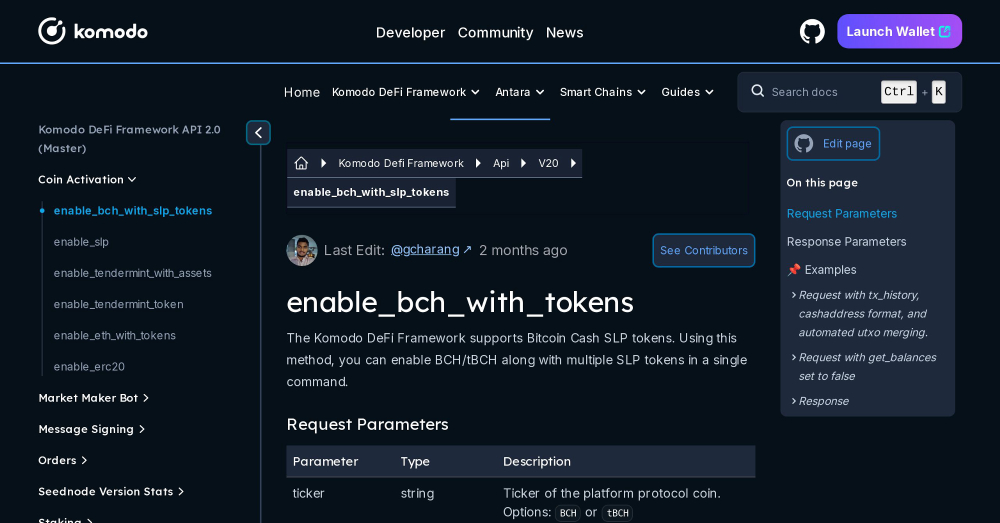 komodo
Developer Community News
Launch Wallet
Home Komodo DeFi Framework Antara Smart Chains Guides
Search docs Ctrl + K
Komodo DeFi Framework API 2.0
(Master)
Coin Activation
enable_bch_with_slp_tokens
enable_slp
enable_tendermint_with_assets
enable_tendermint_token
enable_eth_with_tokens
enable_erc20
Market Maker Bot
Message Signing
Orders
Seednode Version Stats
Staking
Komodo Defi Framework Api V20
enable_bch_with_slp_tokens
Last Edit: @gcharang ↗ 2 months ago
See Contributors
enable_bch_with_tokens
The Komodo DeFi Framework supports Bitcoin Cash SLP tokens. Using this
method, you can enable BCH/tBCH along with multiple SLP tokens in a single
command.
Request Parameters
Parameter Type Description
ticker string Ticker of the platform protocol coin.
Options: BCH or tBCH
Edit page
On this page
Request Parameters
Response Parameters
📌 Examples
Request with tx_history,
cashaddress format, and
automated utxo merging.
Request with get_balances
set to false
Response